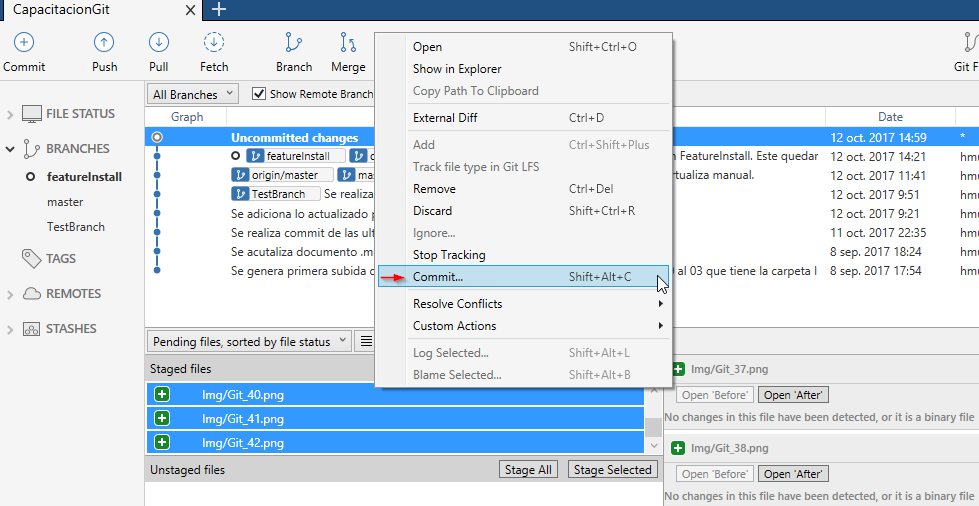 CapacitacionGit
Commit
Push
Pull
Fetch
Branch
Merge
Git F
All Branches
Show Remote Branch
Graph
Date
Uncommitted changes
12 oct. 2017 14:59
*
featureInstall
n FeatureInstall. Este quedar
12 oct. 2017 14:21
hm
origin/master
ma
rtualiza manual.
12 oct. 2017 11:41
hm
TestBranch
Se realiza
12 oct. 2017 9:51
hm
Se adiciona lo actualizado p
12 oct. 2017 9:21
hm
Se realiza commit de las ult
11 oct. 2017 22:35
hm
Se acutaliza documento .m
8 sep. 2017 18:24
hm
Se genera primera subida d
al 03 que tiene la carpeta I
8 sep. 2017 17:54
hm
FILE STATUS
BRANCHES
featureInstall
master
TestBranch
TAGS
REMOTES
STASHES
Open Shift+Ctrl+O
Show in Explorer
Copy Path To Clipboard
External Diff Ctrl+D
Add Ctrl+Shift+Plus
Track file type in Git LFS
Remove Ctrl+Del
Discard Shift+Ctrl+R
Ignore...
Stop Tracking
Commit... Shift+Alt+C
Resolve Conflicts
Custom Actions
Log Selected... Shift+Alt+L
Blame Selected... Shift+Alt+B
Pending files, sorted by file status
Staged files
Img/Git_40.png
Img/Git_41.png
Img/Git_42.png
Unstaged files
Stage All
Stage Selected
Img/Git_37.png
Open 'Before'
Open 'After'
No changes in this file have been detected, or it is a binary file
Img/Git_38.png
Open 'Before'
Open 'After'
No changes in this file have been detected, or it is a binary file